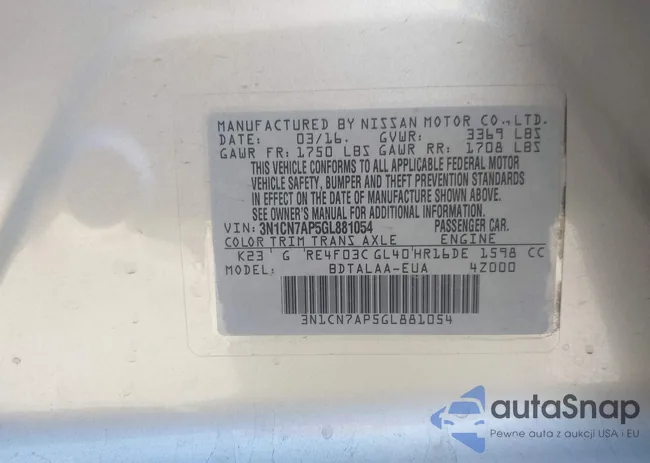 MANUFACTURED BY NISSAN MOTOR CO.,LTD.
DATE: 03/16. GVWR: 3369 LBS
GAWR FR: 1750 LBS GAWR RR: 1708 LBS
THIS VEHICLE CONFORMS TO ALL APPLICABLE FEDERAL MOTOR
VEHICLE SAFETY, BUMPER AND THEFT PREVENTION STANDARDS
IN EFFECT ON THE DATE OF MANUFACTURE SHOWN ABOVE.
SEE OWNER'S MANUAL FOR ADDITIONAL INFORMATION.
VIN: 3N1CN7AP5GL881054 PASSENGER CAR.
COLOR TRIM TRANS AXLE ENGINE
K23 G RE4F03C GL40 HR16DE 1598 CC
MODEL: BDTALAA-EUA 4Z000
3N1CN7AP5GL881054
autaSnap
Pewne auta z aukcji USA i EU